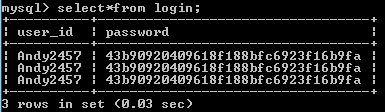 mysql> select*from login;
+----------+----------------------------------+
| user_id | password |
+----------+----------------------------------+
| Andy2457 | 43b90920409618f188bfc6923f16b9fa |
| Andy2457 | 43b90920409618f188bfc6923f16b9fa |
| Andy2457 | 43b90920409618f188bfc6923f16b9fa |
+----------+----------------------------------+
3 rows in set (0.03 sec)